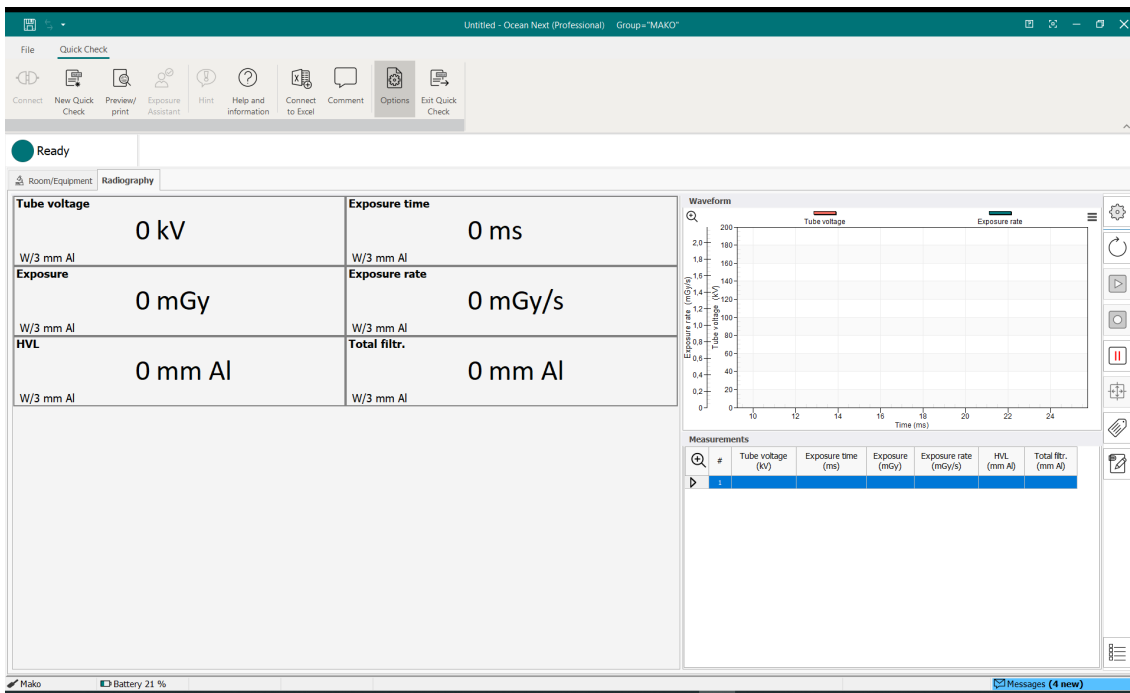 Untitled - Ocean Next (Professional) Group="MAKO"
File Quick Check
Connect New Quick Check Preview/ print Exposure Assistant Hint Help and information Connect to Excel Comment Options Exit Quick Check
Ready
Room/Equipment Radiography
Tube voltage
0 kV
W/3 mm Al
Exposure time
0 ms
W/3 mm Al
Exposure
0 mGy
W/3 mm Al
Exposure rate
0 mGy/s
W/3 mm Al
HVL
0 mm Al
W/3 mm Al
Total filtr.
0 mm Al
W/3 mm Al
Waveform
Tube voltage Exposure rate
Exposure rate (mGy/s)
2,0
1,8
1,6
1,4
1,2
1,0
0,8
0,6
0,4
0,2
0
Tube voltage (kV)
200
180
160
140
120
100
80
60
40
20
0
10 12 14 16 18 20 22 24
Time (ms)
Measurements
# Tube voltage (kV) Exposure time (ms) Exposure (mGy) Exposure rate (mGy/s) HVL (mm Al) Total filtr. (mm Al)
1
Mako Battery 21 % Messages (4 new)